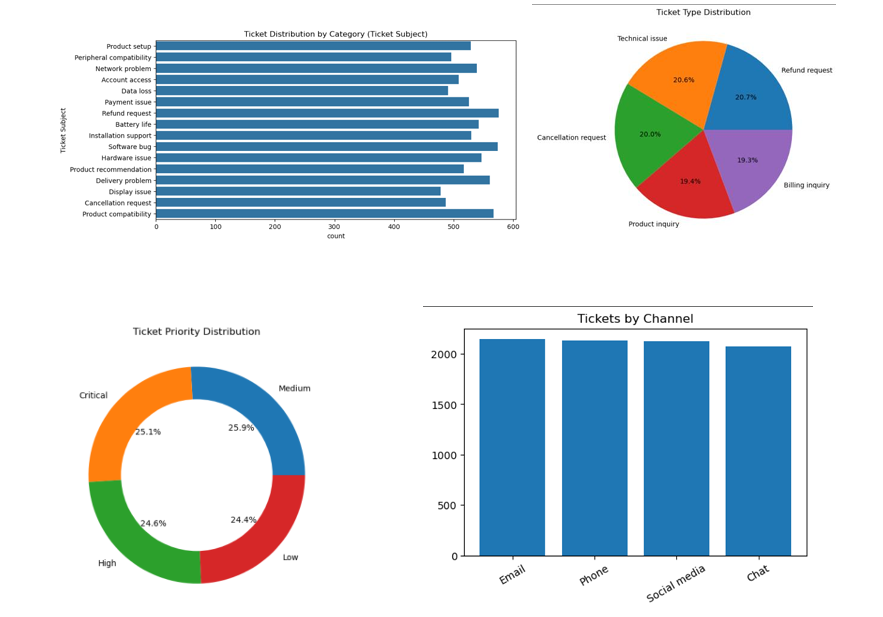 Ticket Distribution by Category (Ticket Subject)
Ticket Subject
Product setup
Peripheral compatibility
Network problem
Account access
Data loss
Payment issue
Refund request
Battery life
Installation support
Software bug
Hardware issue
Product recommendation
Delivery problem
Display issue
Cancellation request
Product compatibility
0 100 200 300 400 500 600
count
Ticket Type Distribution
Technical issue
Refund request
20.6%
20.7%
Cancellation request
20.0%
19.3%
19.4%
Billing inquiry
Product inquiry
Ticket Priority Distribution
Critical
Medium
25.1%
25.9%
24.6%
24.4%
High
Low
Tickets by Channel
2000
1500
1000
500
0
Email
Phone
Social media
Chat